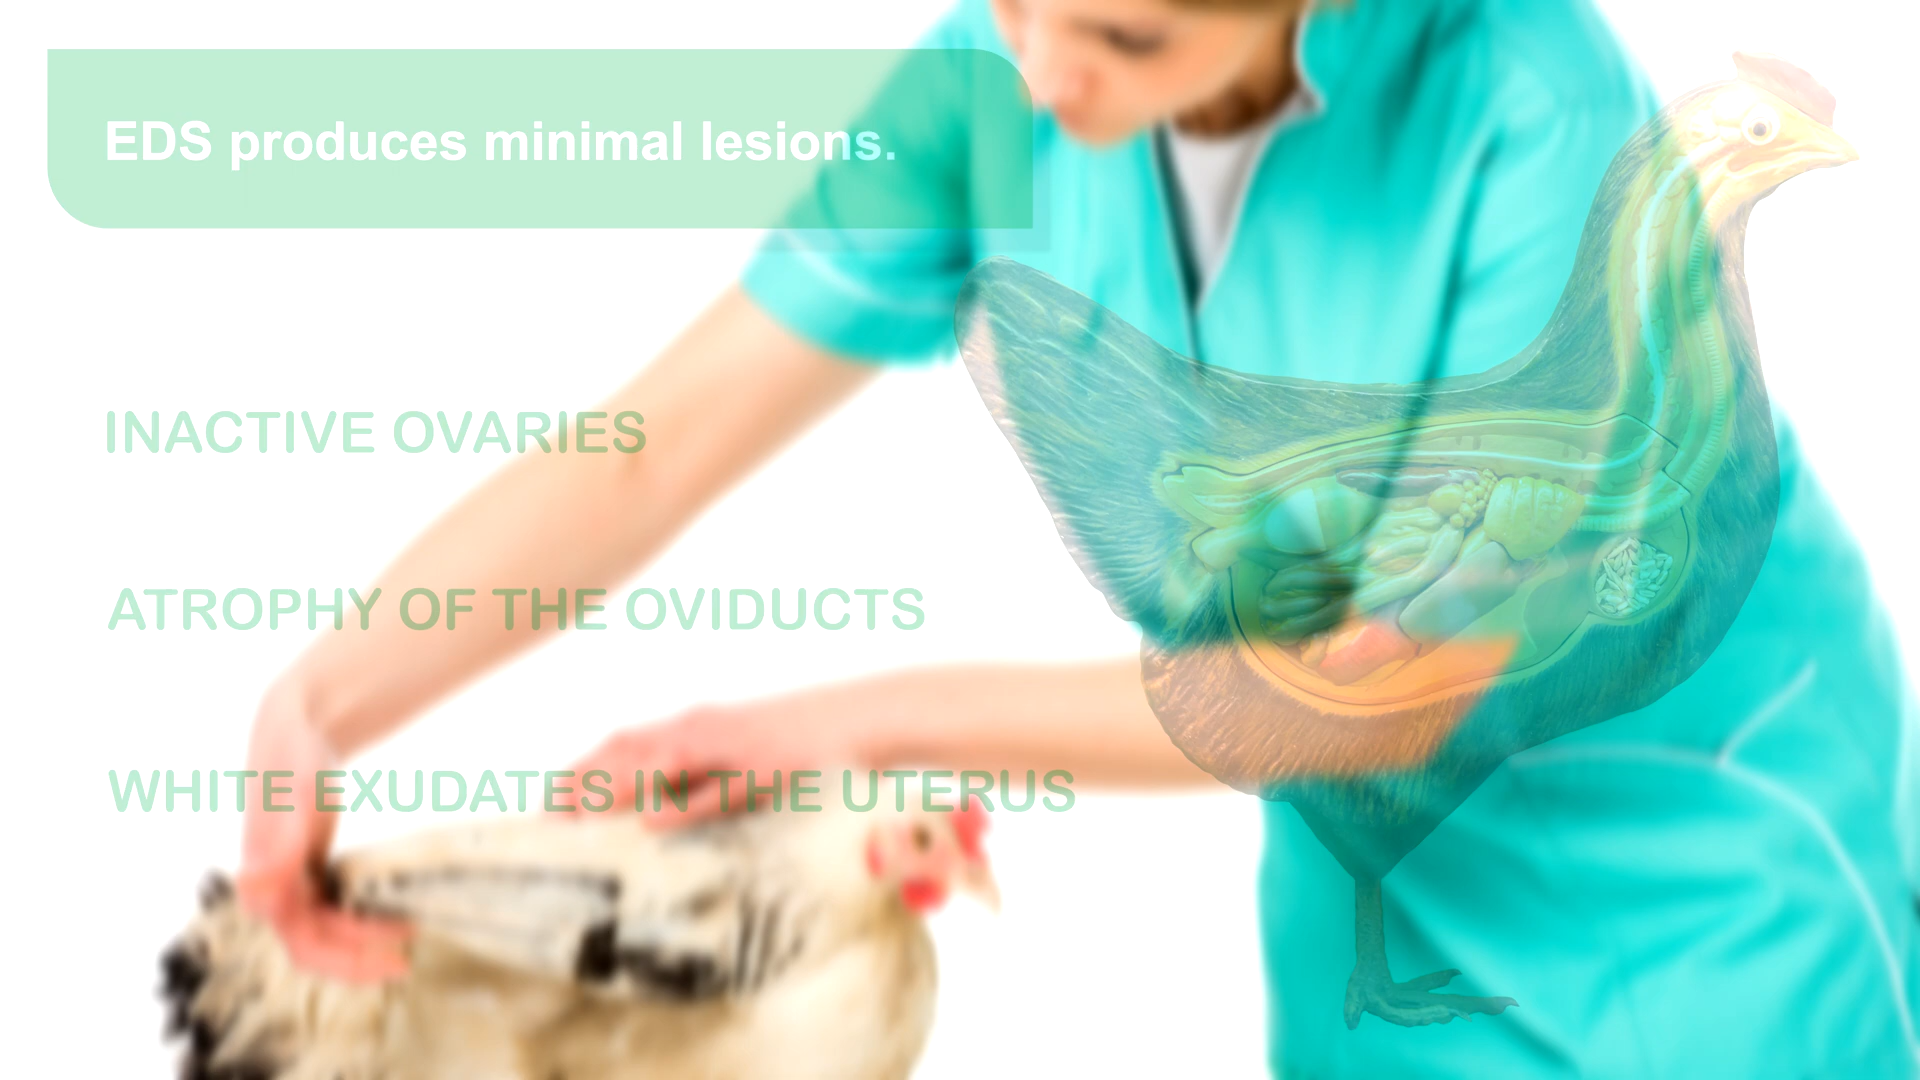 EDS produces minimal lesions.
INACTIVE OVARIES
ATROPHY OF THE OVIDUCTS
WHITE EXUDATES IN THE UTERUS